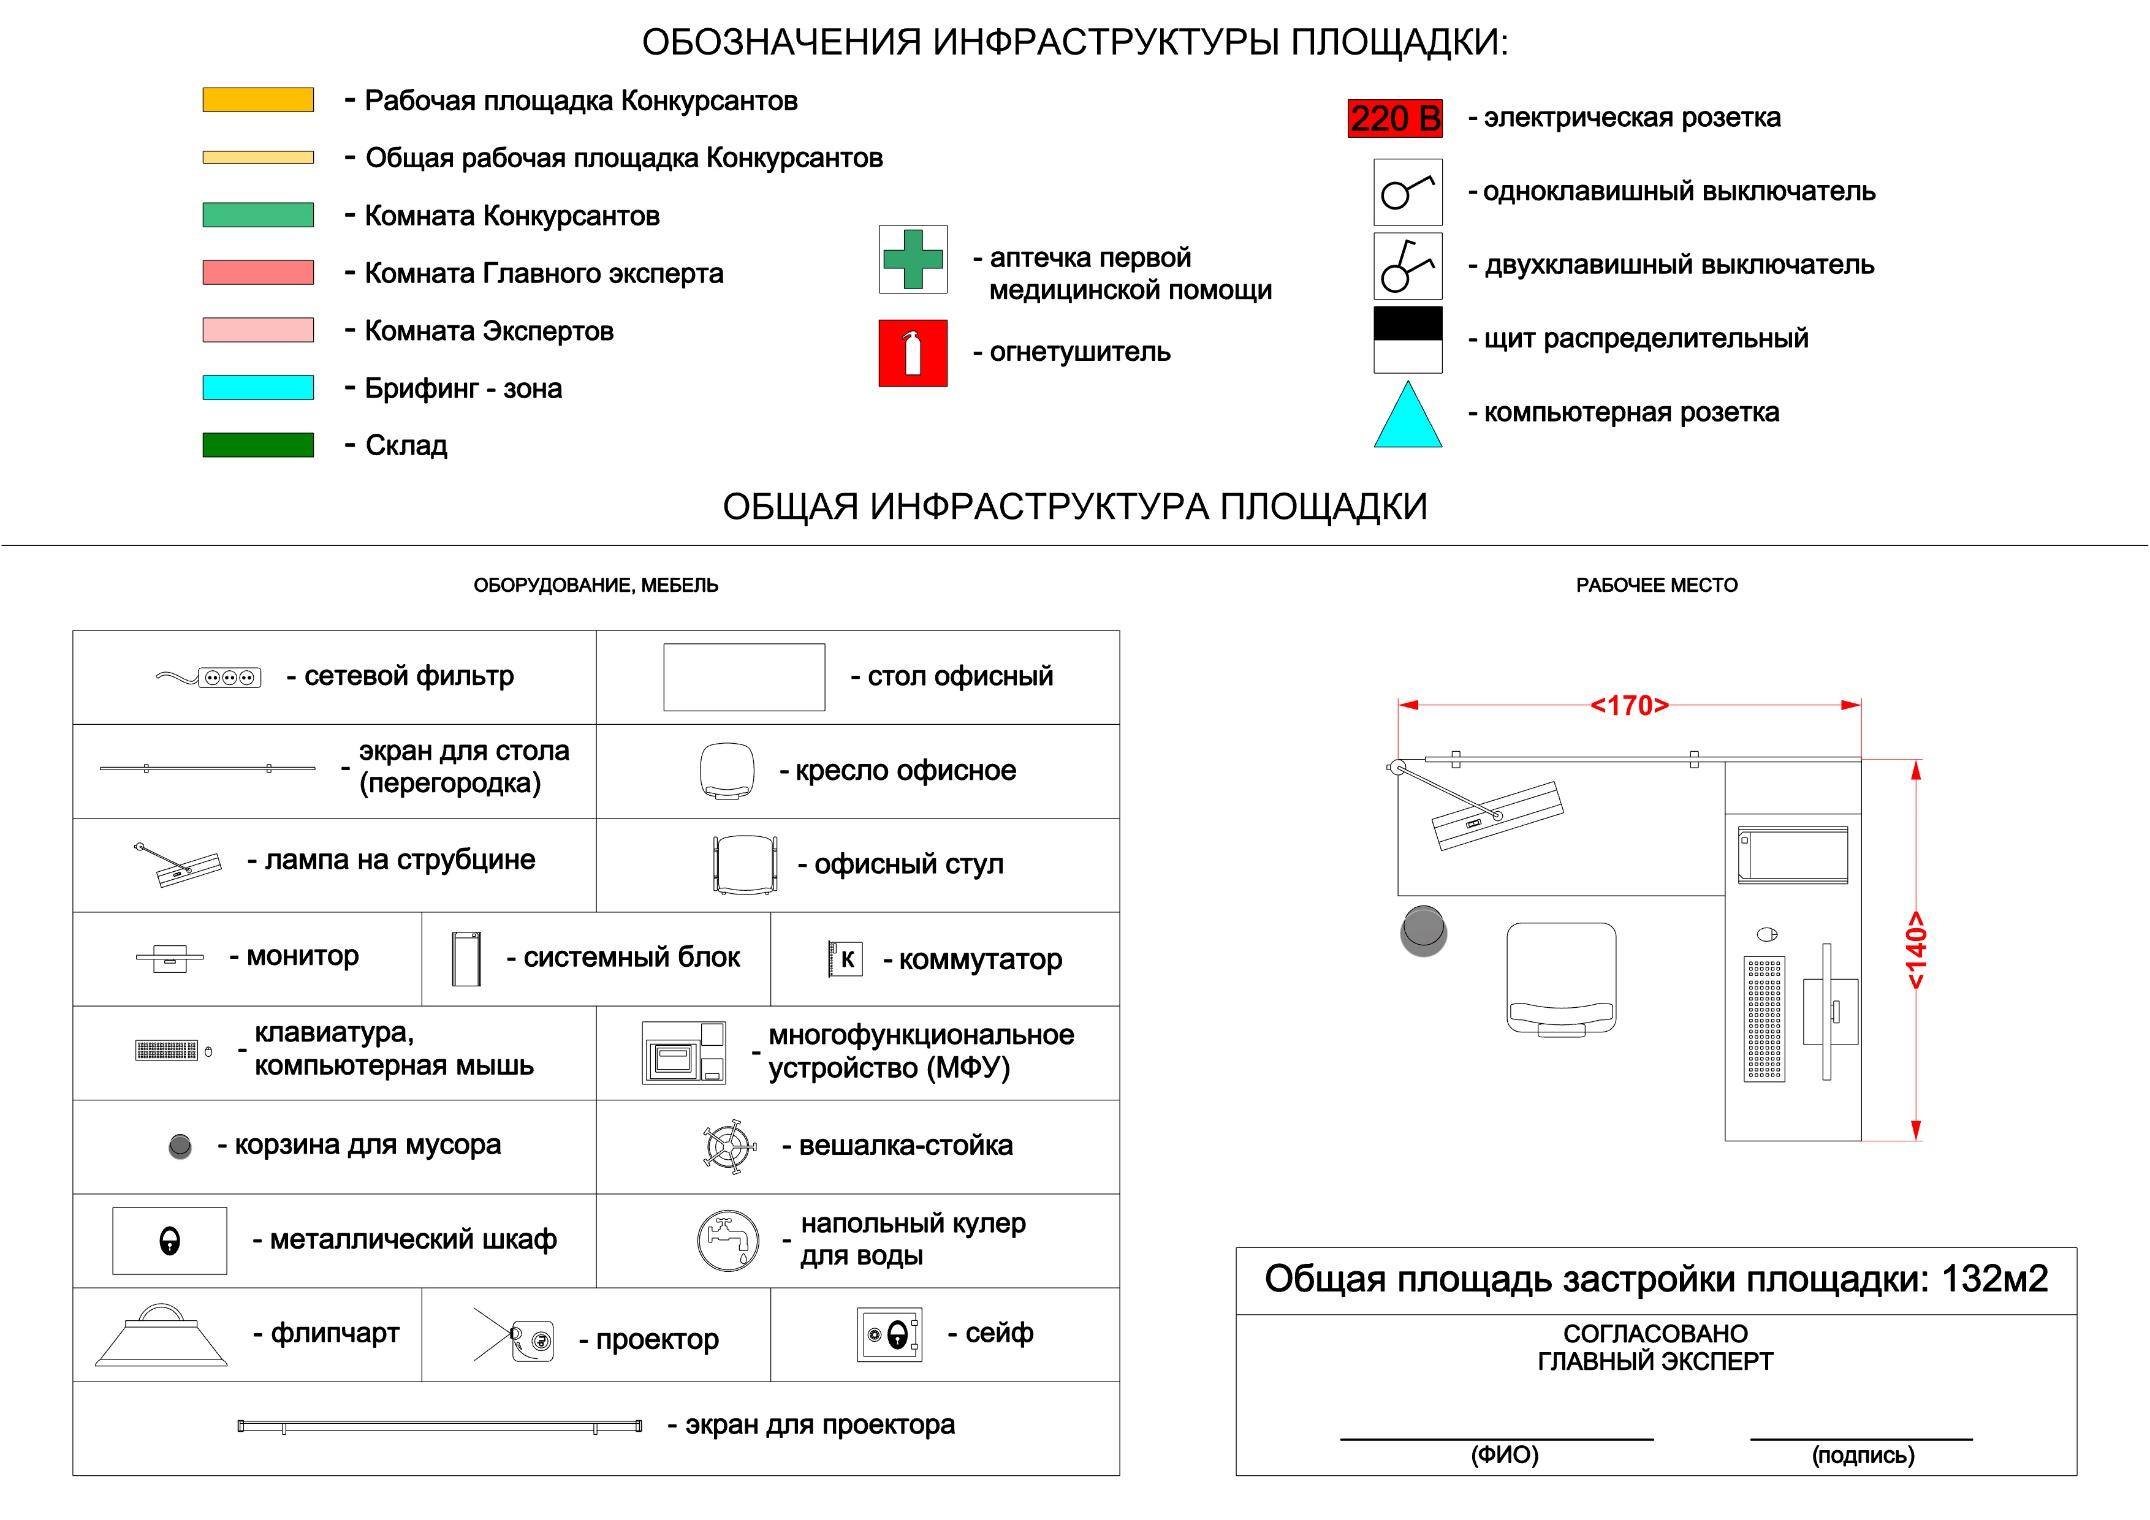 ОБОЗНАЧЕНИЯ ИНФРАСТРУКТУРЫ ПЛОЩАДКИ:
- Рабочая площадка Конкурсантов
- Общая рабочая площадка Конкурсантов
- Комната Конкурсантов
- Комната Главного эксперта
- Комната Экспертов
- Брифинг - зона
- Склад
- аптечка первой
медицинской помощи
- огнетушитель
220 В
- электрическая розетка
- одноклавишный выключатель
- двухклавишный выключатель
- щит распределительный
- компьютерная розетка
ОБЩАЯ ИНФРАСТРУКТУРА ПЛОЩАДКИ
ОБОРУДОВАНИЕ, МЕБЕЛЬ
- сетевой фильтр
- стол офисный
- экран для стола
(перегородка)
- кресло офисное
- лампа на струбцине
- офисный стул
- монитор
- системный блок
К
- коммутатор
- клавиатура,
компьютерная мышь
- многофункциональное
устройство (МФУ)
- корзина для мусора
- вешалка-стойка
- металлический шкаф
- напольный кулер
для воды
- флипчарт
- проектор
- сейф
- экран для проектора
РАБОЧЕЕ МЕСТО
<170>
<140>
Общая площадь застройки площадки: 132м2
СОГЛАСОВАНО
ГЛАВНЫЙ ЭКСПЕРТ
(ФИО)
(подпись)